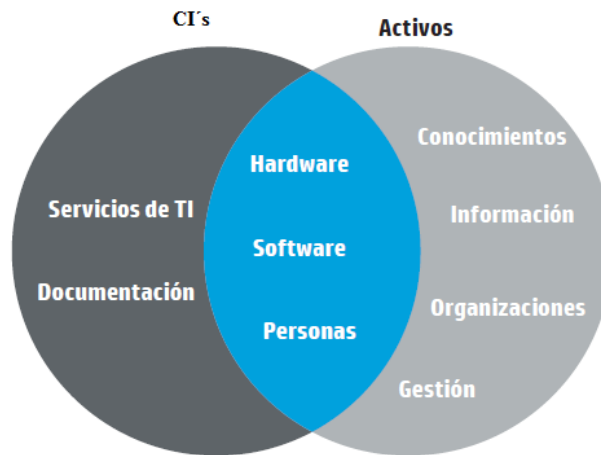 CI´s
Activos
Servicios de TI
Documentación
Hardware
Software
Personas
Conocimientos
Información
Organizaciones
Gestión